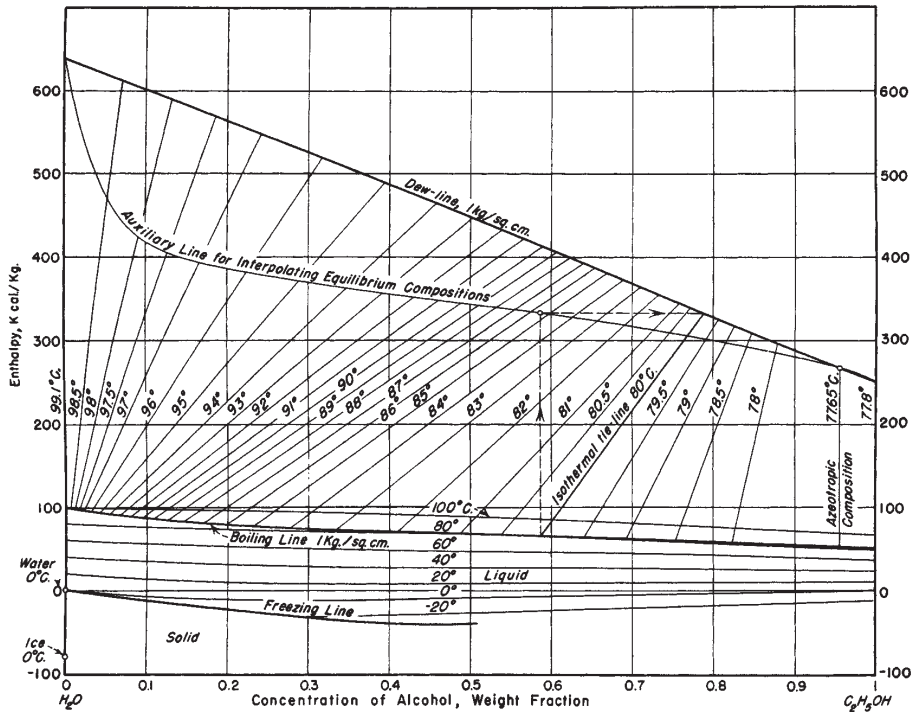 600
600
500
500
400
400
300
300
200
200
100
100
0
0
-100
-100
Enthalpy, K cal/Kg.
Dew-line, 1 kg/sq.cm.
Auxiliary Line for Interpolating Equilibrium Compositions
99.1°C.
98.5°
98°
97.5°
97°
96°
95°
94°
93°
92°
91°
90°
89°
88°
87°
86°
85°
84°
83°
82°
81°
80.5°
Isothermal tie-line 80°C.
79.5°
79°
78.5°
78°
77.65°C.
77.8°
Azeotropic
Composition
100°C.
80°
60°
40°
20°
0°
-20°
Boiling Line 1Kg./sq.cm.
Liquid
Freezing Line
Solid
Water
0°C.
Ice
0°C.
0 0.1 0.2 0.3 0.4 0.5 0.6 0.7 0.8 0.9 1
H₂O Concentration of Alcohol, Weight Fraction C₂H₅OH